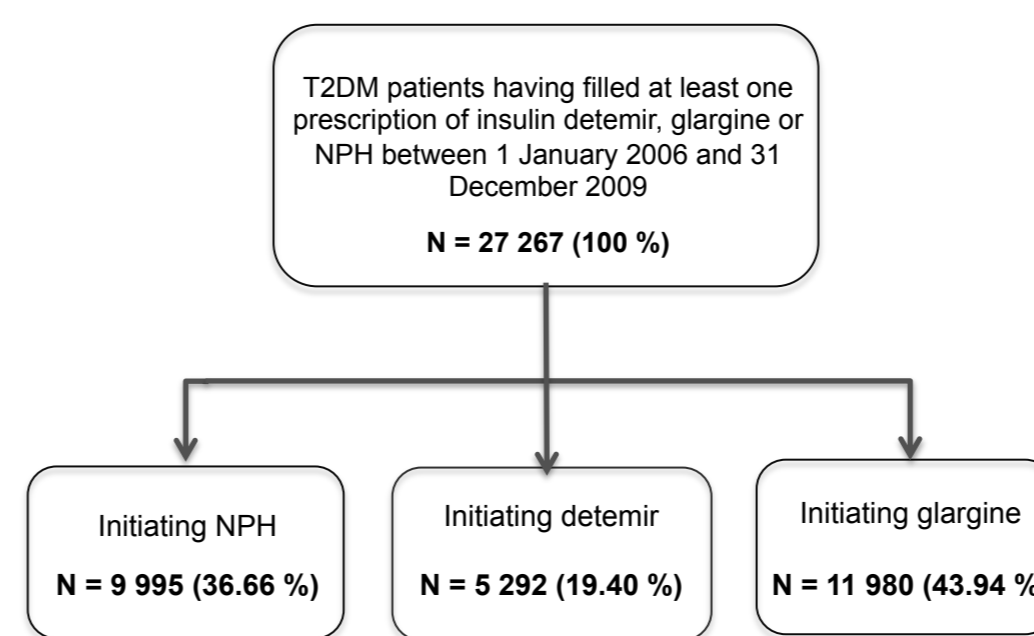 T2DM patients having filled at least one
prescription of insulin detemir, glargine or
NPH between 1 January 2006 and 31
December 2009
N = 27 267 (100 %)
Initiating NPH
N = 9 995 (36.66 %)
Initiating detemir
N = 5 292 (19.40 %)
Initiating glargine
N = 11 980 (43.94 %